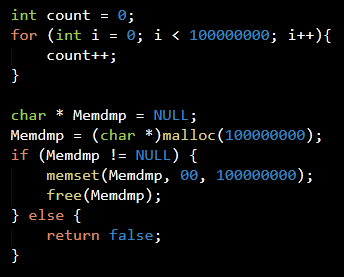 int count = 0;
for (int i = 0; i < 100000000; i++){
    count++;
}

char * Memdmp = NULL;
Memdmp = (char *)malloc(100000000);
if (Memdmp != NULL) {
    memset(Memdmp, 00, 100000000);
    free(Memdmp);
} else {
    return false;
}